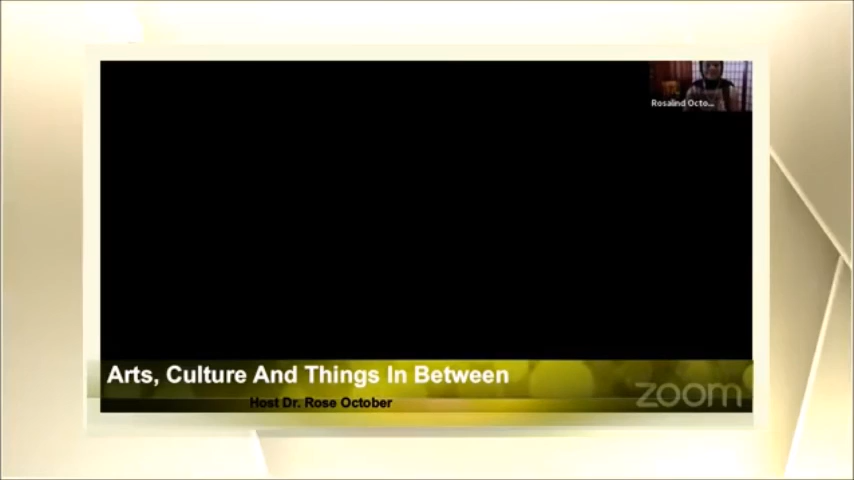 Rosalind Octo...
Arts, Culture And Things In Between
zoom
Host Dr. Rose October